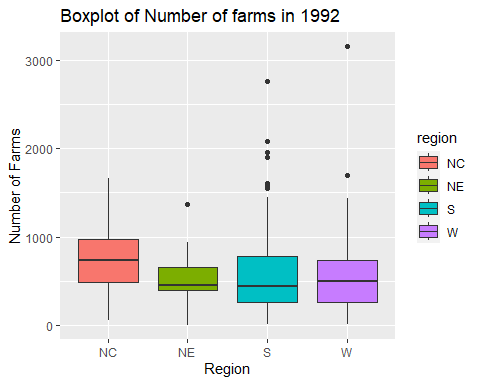 Boxplot of Number of farms in 1992
Number of Farms
3000
2000
1000
0
NC NE S W
Region
region
NC
NE
S
W